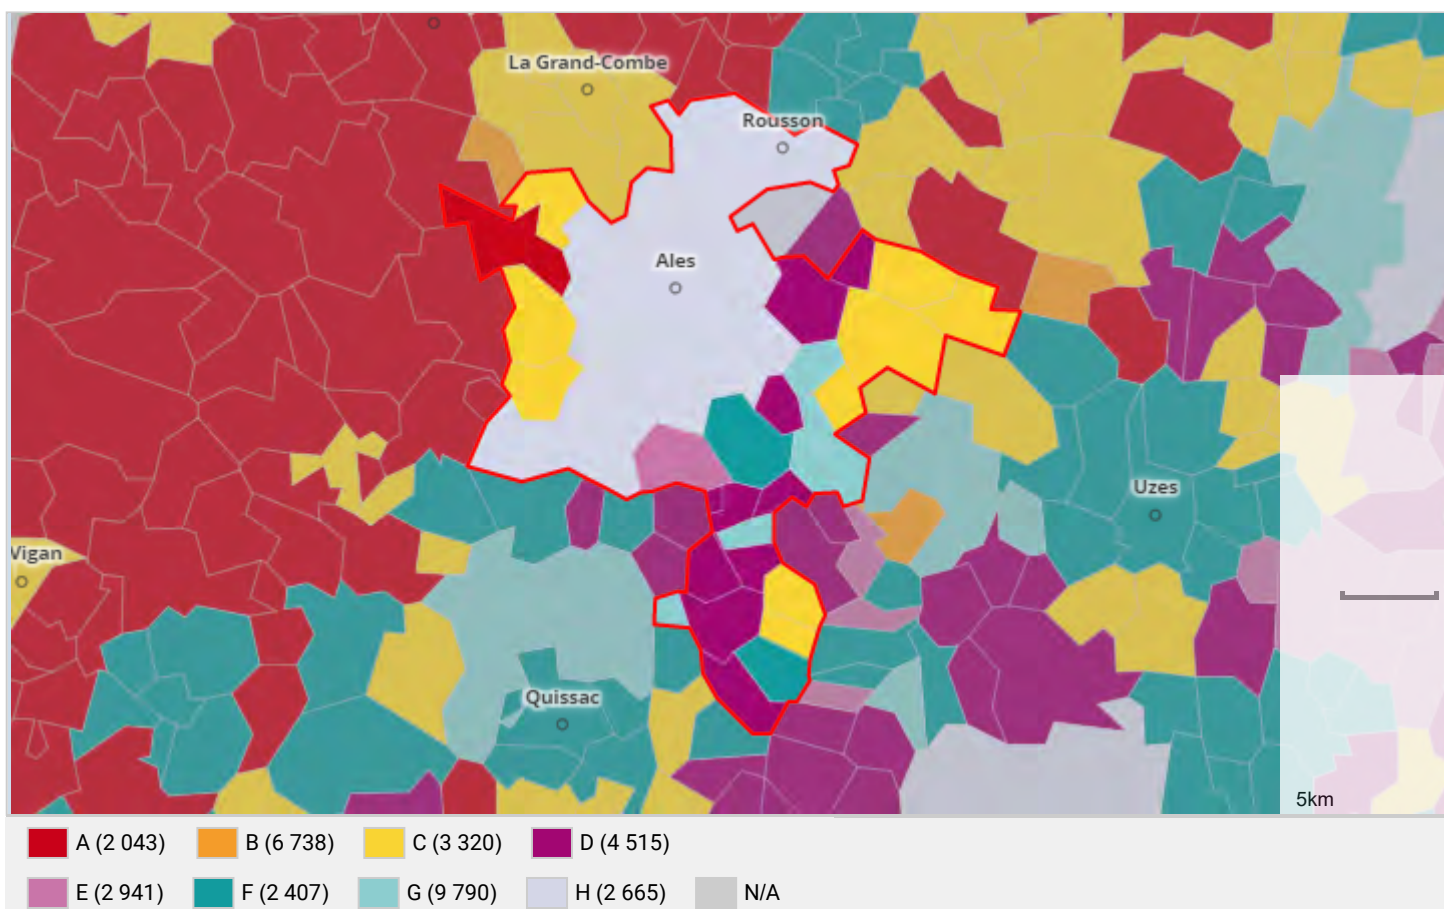 La Grand-Combe
Rousson
Ales
Uzes
Vigan
Quissac
5km
A (2 043) B (6 738) C (3 320) D (4 515)
E (2 941) F (2 407) G (9 790) H (2 665) N/A